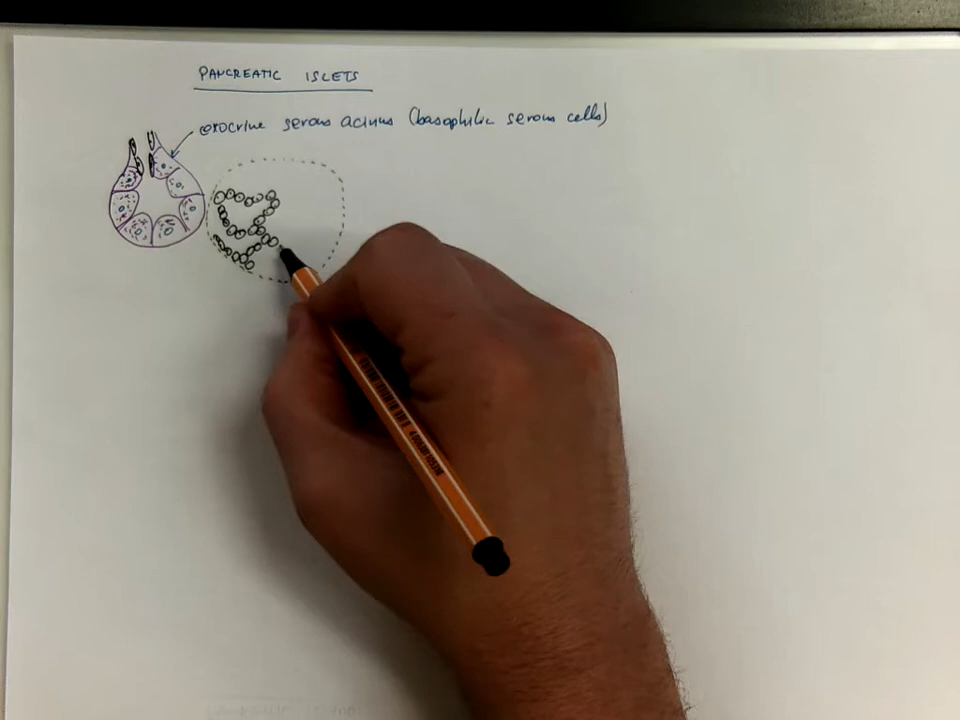 PANCREATIC ISLETS
exocrine serous acinus (basophilic serous cells)